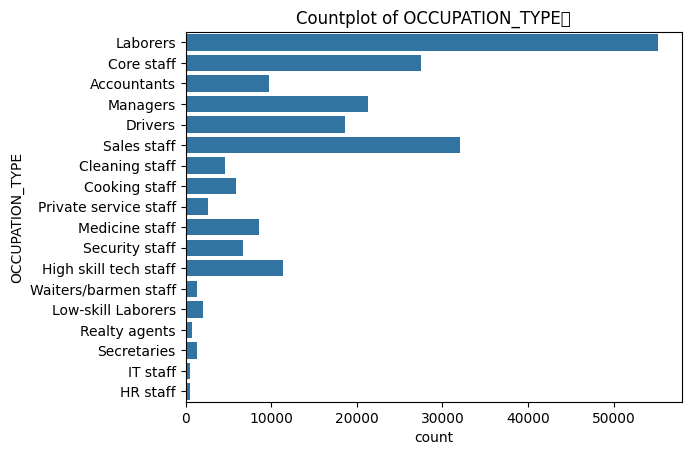 Countplot of OCCUPATION_TYPE
OCCUPATION_TYPE
Laborers
Core staff
Accountants
Managers
Drivers
Sales staff
Cleaning staff
Cooking staff
Private service staff
Medicine staff
Security staff
High skill tech staff
Waiters/barmen staff
Low-skill Laborers
Realty agents
Secretaries
IT staff
HR staff
0 10000 20000 30000 40000 50000
count